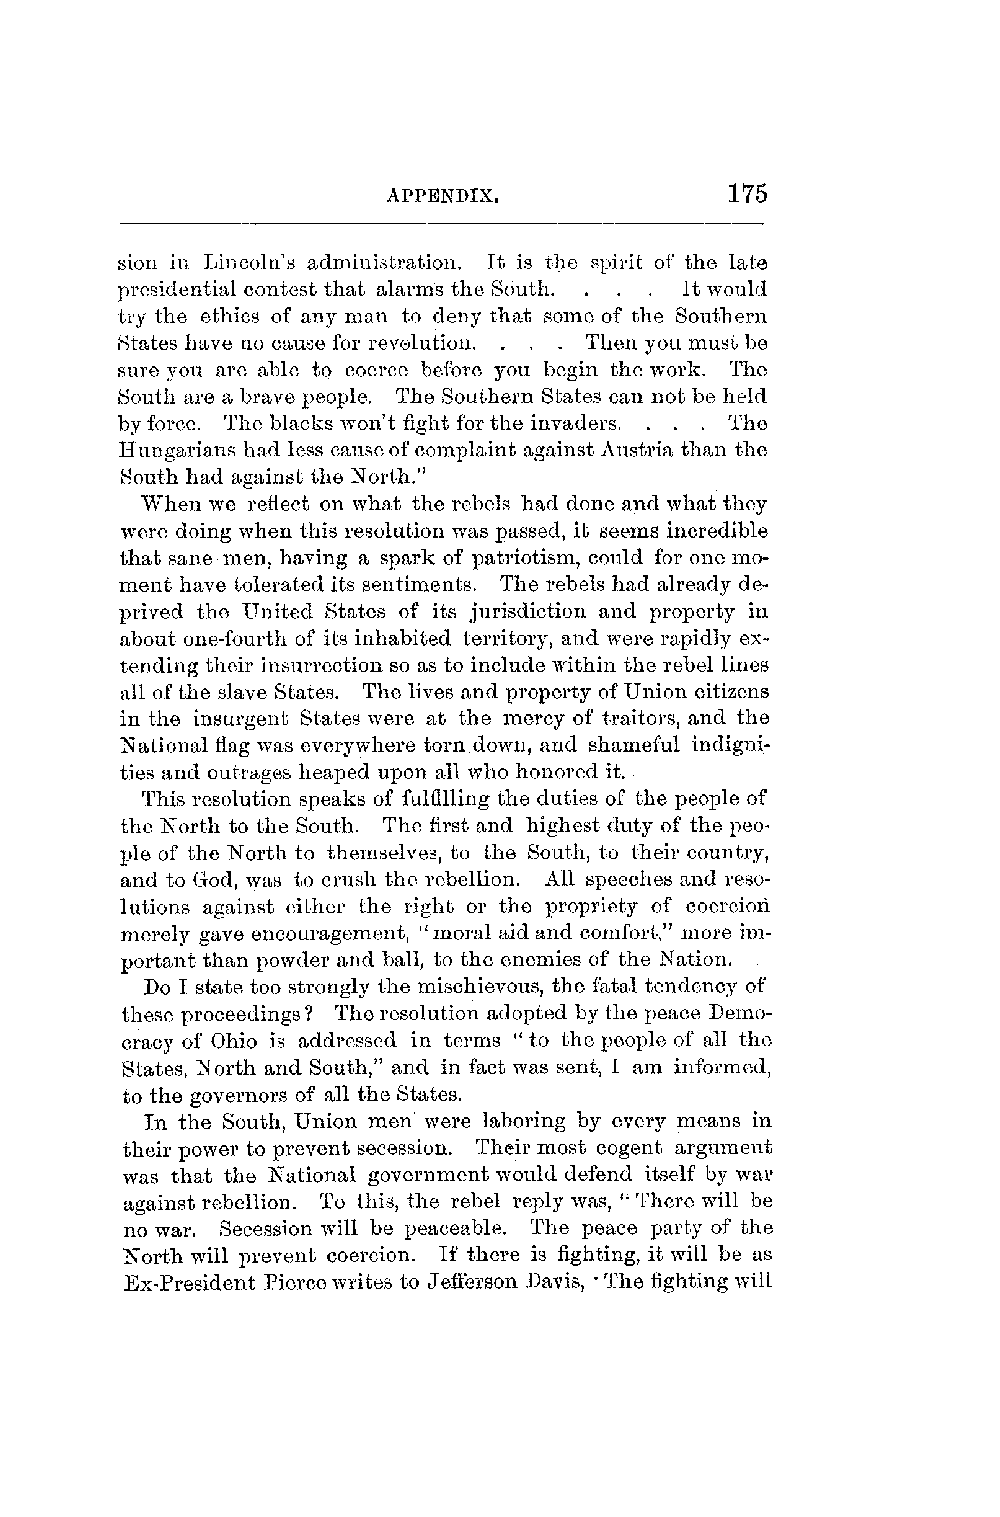 APPENDIX. 175
sion in Lincoln's administration. It is the spirit of the late
presidential contest that alarms the South. . . . It would
try the ethics of any man to deny that some of the Southern
States have no cause for revolution. . . . Then you must be
sure you are able to coerce before you begin the work. The
South are a brave people. The Southern States can not be held
by force. The blacks won't fight for the invaders. . . . The
Hungarians had less cause of complaint against Austria than the
South had against the North."
When we reflect on what the rebels had done and what they
were doing when this resolution was passed, it seems incredible
that sane men, having a spark of patriotism, could for one mo-
ment have tolerated its sentiments. The rebels had already de-
prived the United States of its jurisdiction and property in
about one-fourth of its inhabited territory, and were rapidly ex-
tending their insurrection so as to include within the rebel lines
all of the slave States. The lives and property of Union citizens
in the insurgent States were at the mercy of traitors, and the
National flag was everywhere torn down, and shameful indigni-
ties and outrages heaped upon all who honored it.
This resolution speaks of fulfilling the duties of the people of
the North to the South. The first and highest duty of the peo-
ple of the North to themselves, to the South, to their country,
and to God, was to crush the rebellion. All speeches and reso-
lutions against either the right or the propriety of coercion
merely gave encouragement, "moral aid and comfort," more im-
portant than powder and ball, to the enemies of the Nation.
Do I state too strongly the mischievous, the fatal tendency of
these proceedings? The resolution adopted by the peace Demo-
cracy of Ohio is addressed in terms "to the people of all the
States, North and South," and in fact was sent, I am informed,
to the governors of all the States.
In the South, Union men were laboring by every means in
their power to prevent secession. Their most cogent argument
was that the National government would defend itself by war
against rebellion. To this, the rebel reply was, "There will be
no war. Secession will be peaceable. The peace party of the
North will prevent coercion. If there is fighting, it will be as
Ex-President Pierce writes to Jefferson Davis, 'The fighting will